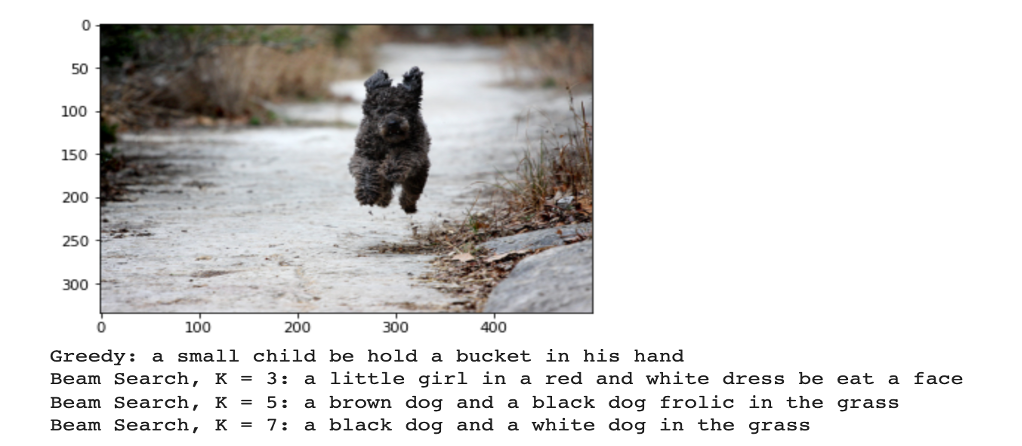 0
50
100
150
200
250
300
0 100 200 300 400
Greedy: a small child be hold a bucket in his hand
Beam Search, K = 3: a little girl in a red and white dress be eat a face
Beam Search, K = 5: a brown dog and a black dog frolic in the grass
Beam Search, K = 7: a black dog and a white dog in the grass